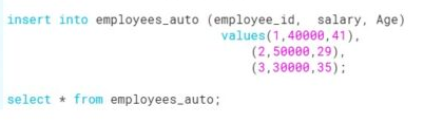 insert into employees_auto (employee_id, salary, Age)
values(1,40000,41),
(2,50000,29),
(3,30000,35);
select * from employees_auto;